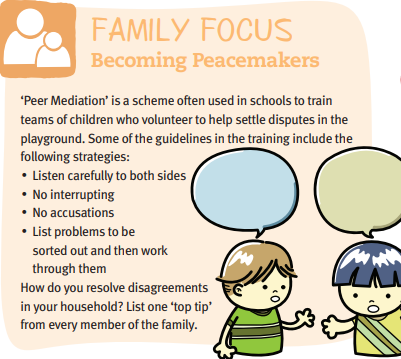 FAMILY FOCUS
Becoming Peacemakers
‘Peer Mediation’ is a scheme often used in schools to train
teams of children who volunteer to help settle disputes in the
playground. Some of the guidelines in the training include the
following strategies:
• Listen carefully to both sides
• No interrupting
• No accusations
• List problems to be
sorted out and then work
through them
How do you resolve disagreements
in your household? List one ‘top tip’
from every member of the family.